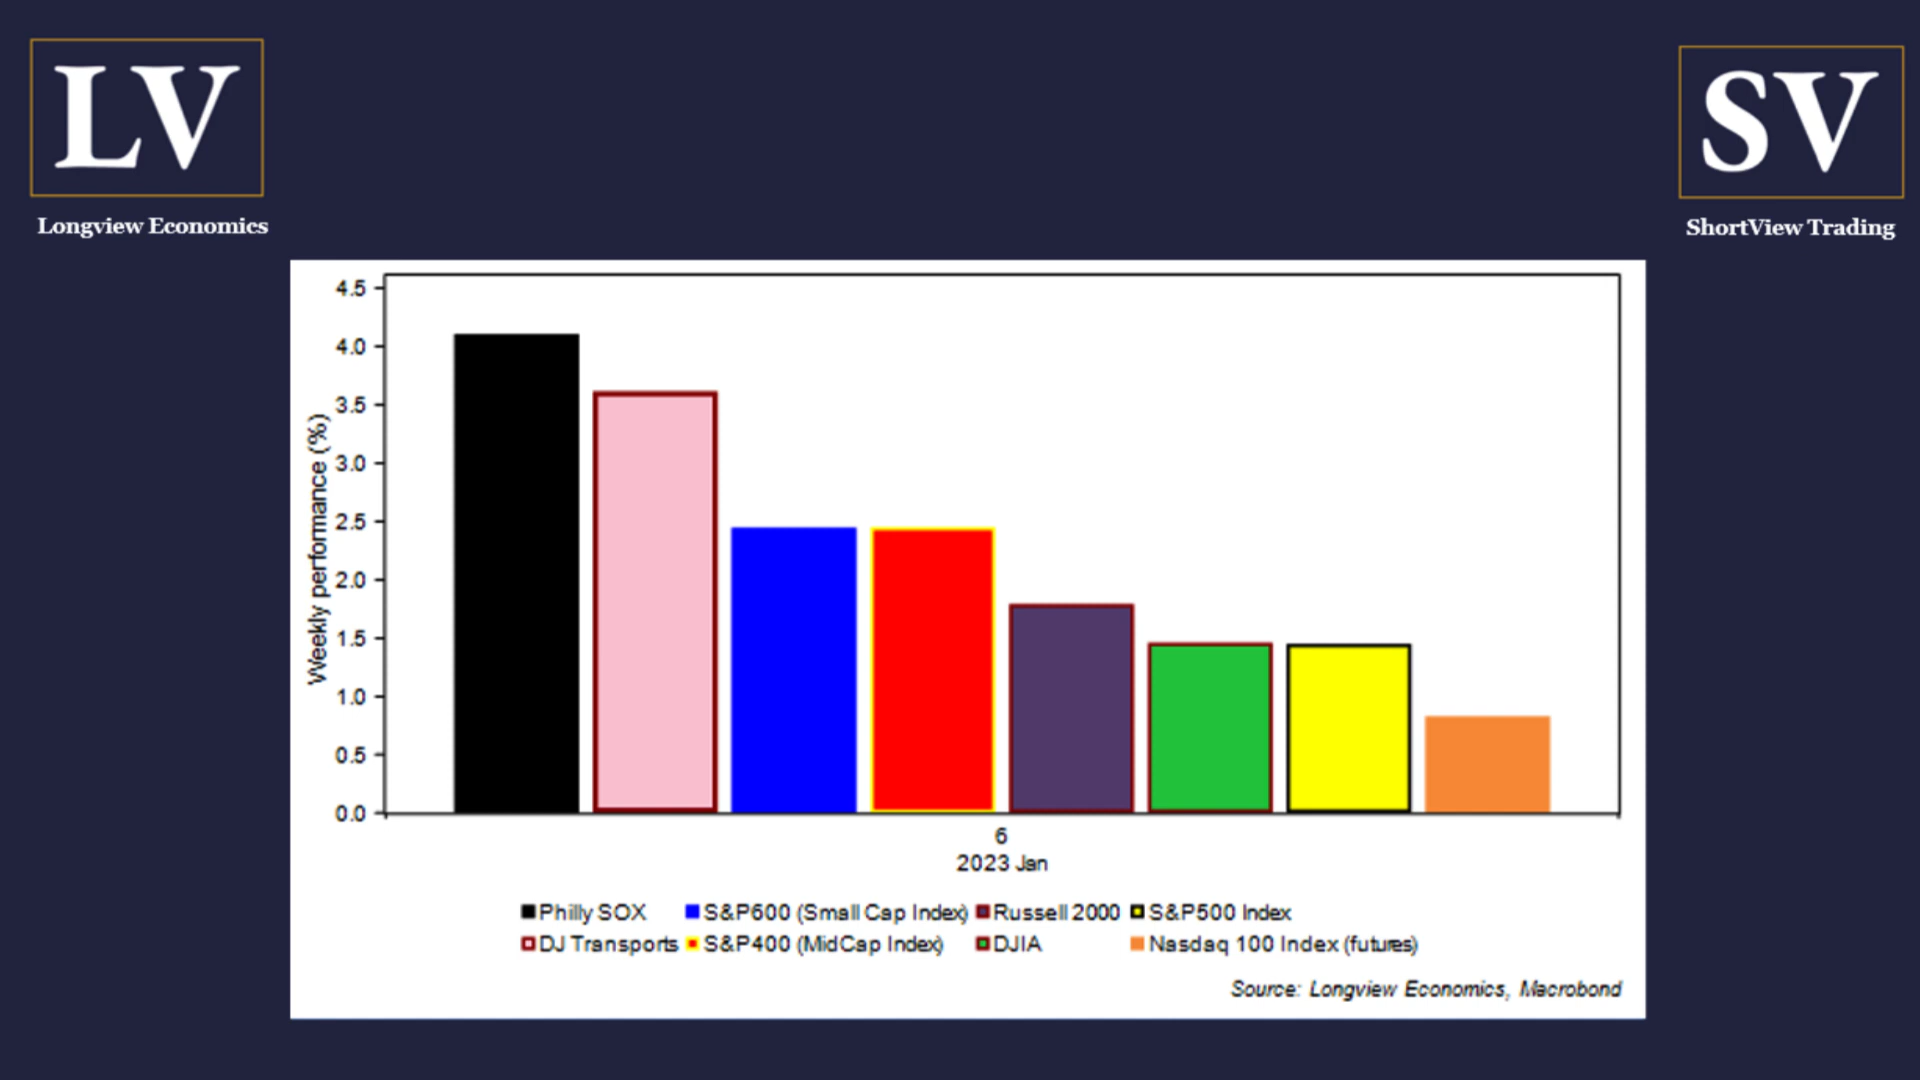 LV
Longview Economics
SV
ShortView Trading
Weekly performance (%)
4.5
4.0
3.5
3.0
2.5
2.0
1.5
1.0
0.5
0.0
6
2023 Jan
Philly SOX S&P600 (Small Cap Index) Russell 2000 S&P500 Index
DJ Transports S&P400 (MidCap Index) DJIA Nasdaq 100 Index (futures)
Source: Longview Economics, Macrobond